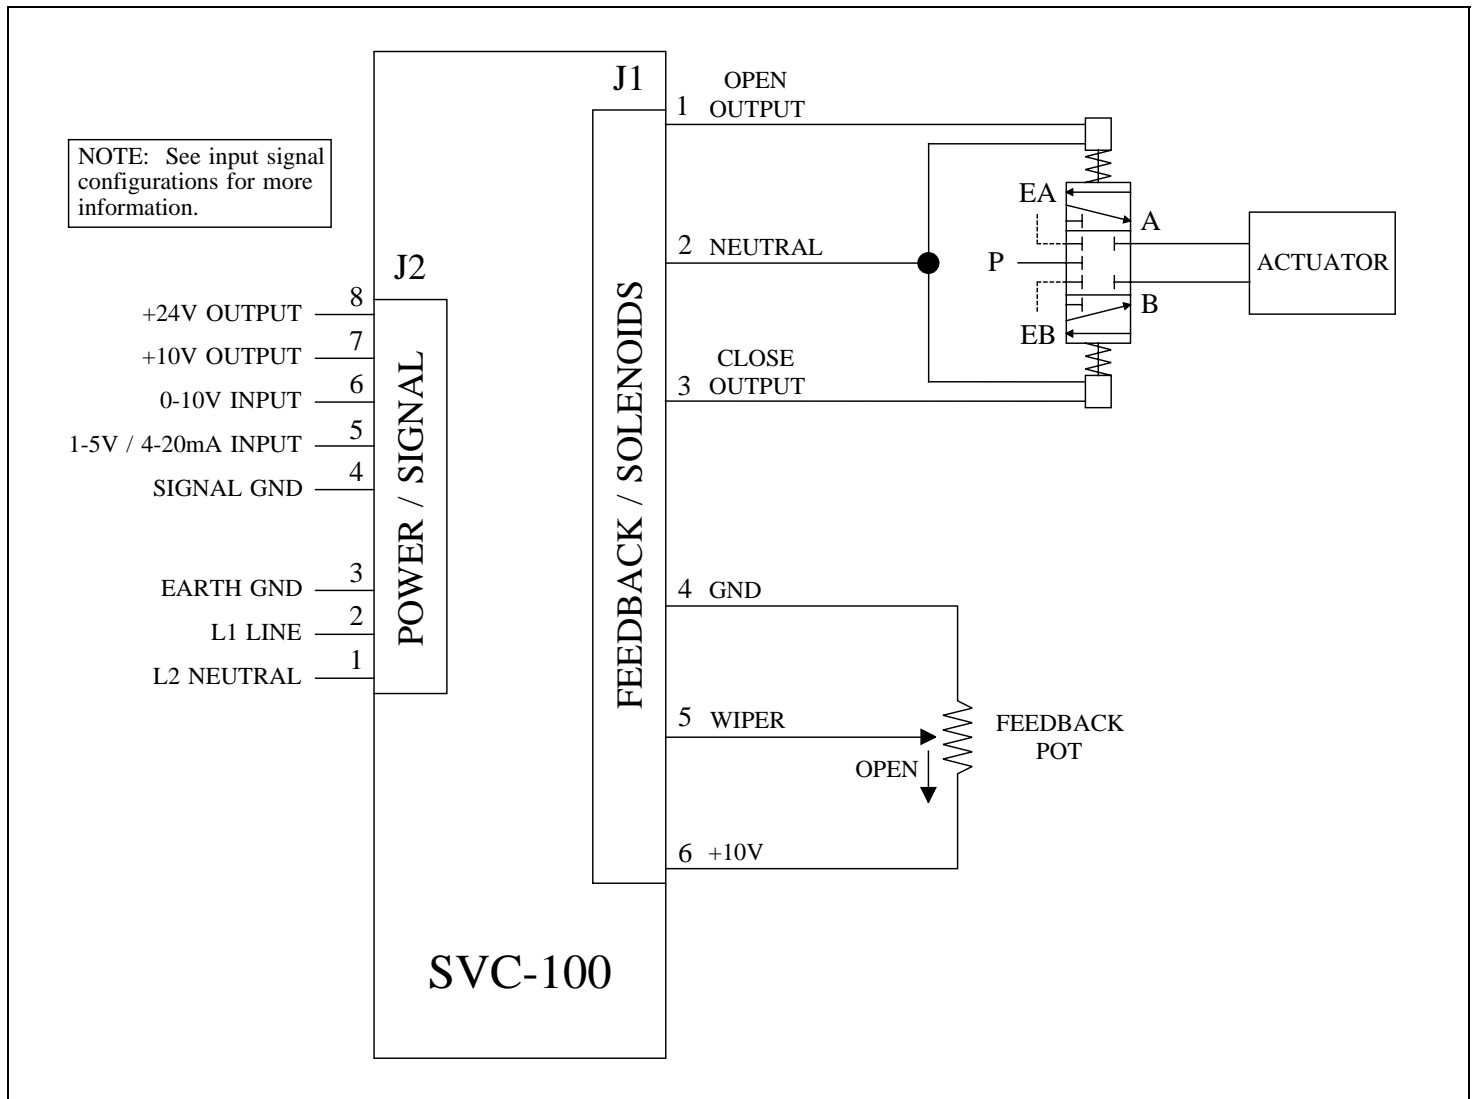 J1
1
OPEN
OUTPUT
NOTE: See input signal
configurations for more
information.
EA
A
2 NEUTRAL
P
ACTUATOR
B
EB
J2
8
+24V OUTPUT
7
+10V OUTPUT
6
0-10V INPUT
5
1-5V / 4-20mA INPUT
4
SIGNAL GND
3
EARTH GND
2
L1 LINE
1
L2 NEUTRAL
POWER / SIGNAL
FEEDBACK / SOLENOIDS
CLOSE
3 OUTPUT
4 GND
5 WIPER
FEEDBACK
POT
OPEN
6 +10V
SVC-100